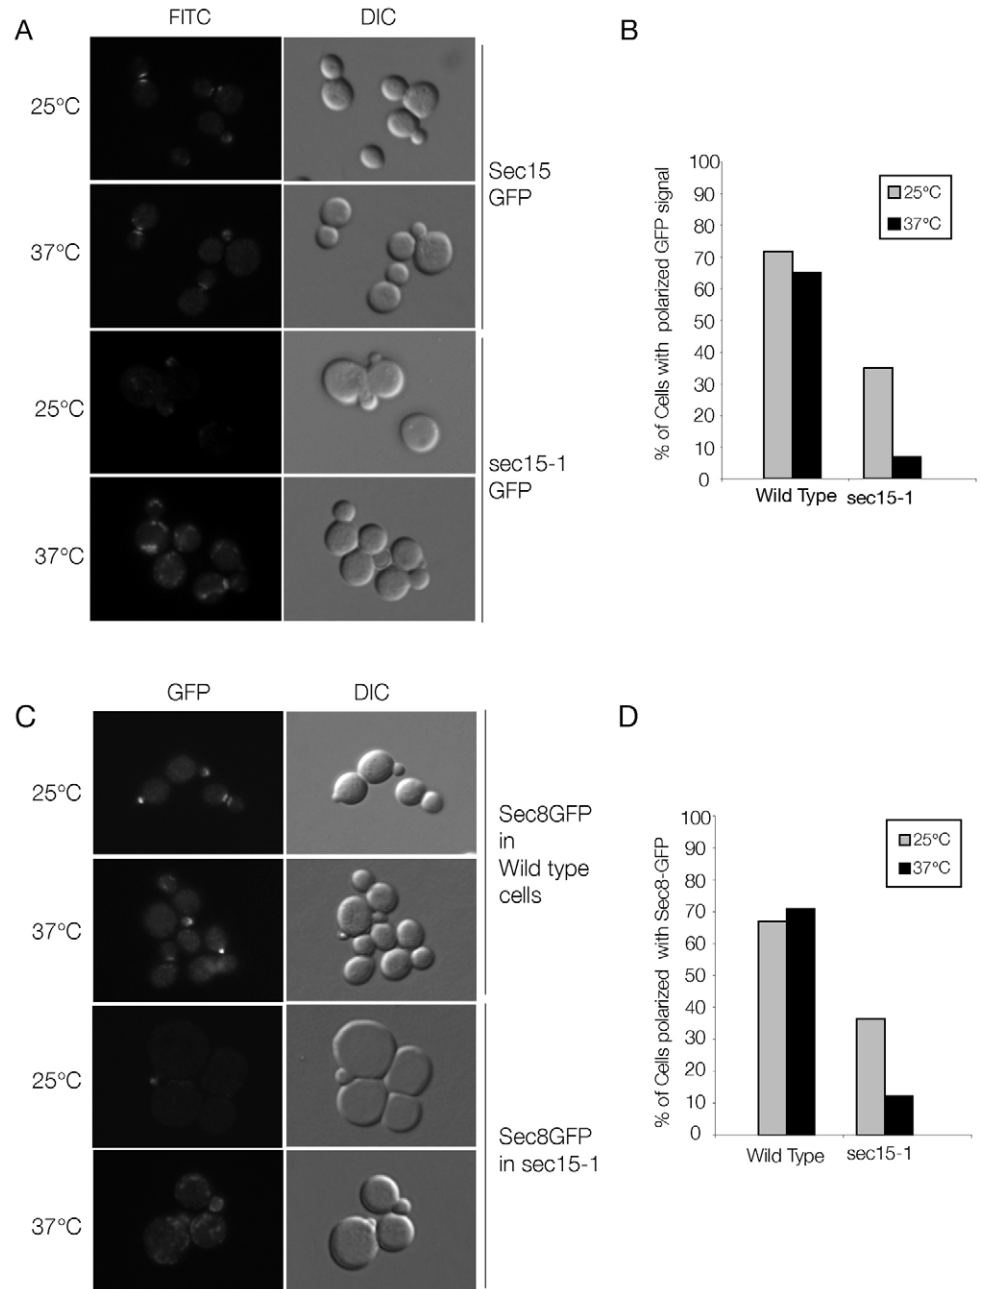 A
FITC
DIC
25°C
37°C
Sec15
GFP
25°C
37°C
sec15-1
GFP
B
% of Cells with polarized GFP signal
100
90
80
70
60
50
40
30
20
10
0
25°C
37°C
Wild Type
sec15-1
C
GFP
DIC
25°C
37°C
Sec8GFP
in
Wild type
cells
25°C
37°C
Sec8GFP
in sec15-1
D
% of Cells polarized with Sec8-GFP
100
90
80
70
60
50
40
30
20
10
0
25°C
37°C
Wild Type
sec15-1